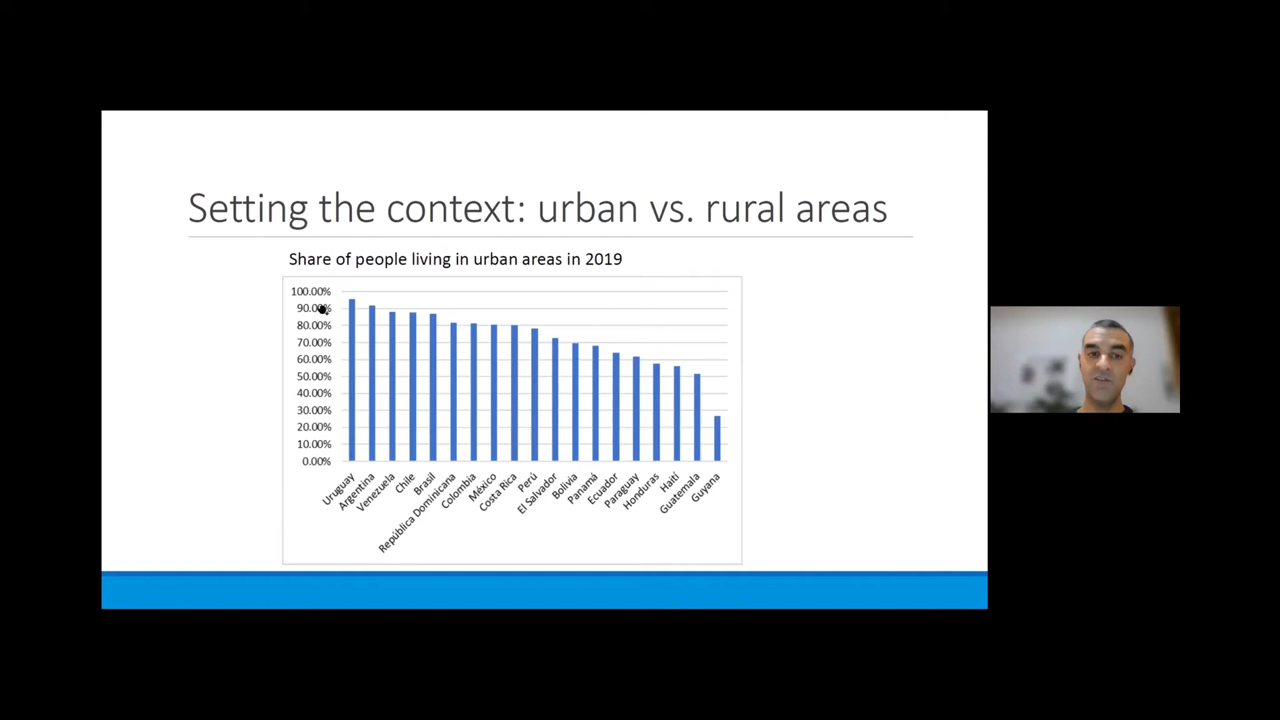 Setting the context: urban vs. rural areas
Share of people living in urban areas in 2019
100.00%
90.00%
80.00%
70.00%
60.00%
50.00%
40.00%
30.00%
20.00%
10.00%
0.00%
Uruguay
Argentina
Venezuela
Chile
Brasil
República Dominicana
Colombia
México
Costa Rica
Perú
El Salvador
Bolivia
Panamá
Ecuador
Paraguay
Honduras
Haití
Guatemala
Guyana